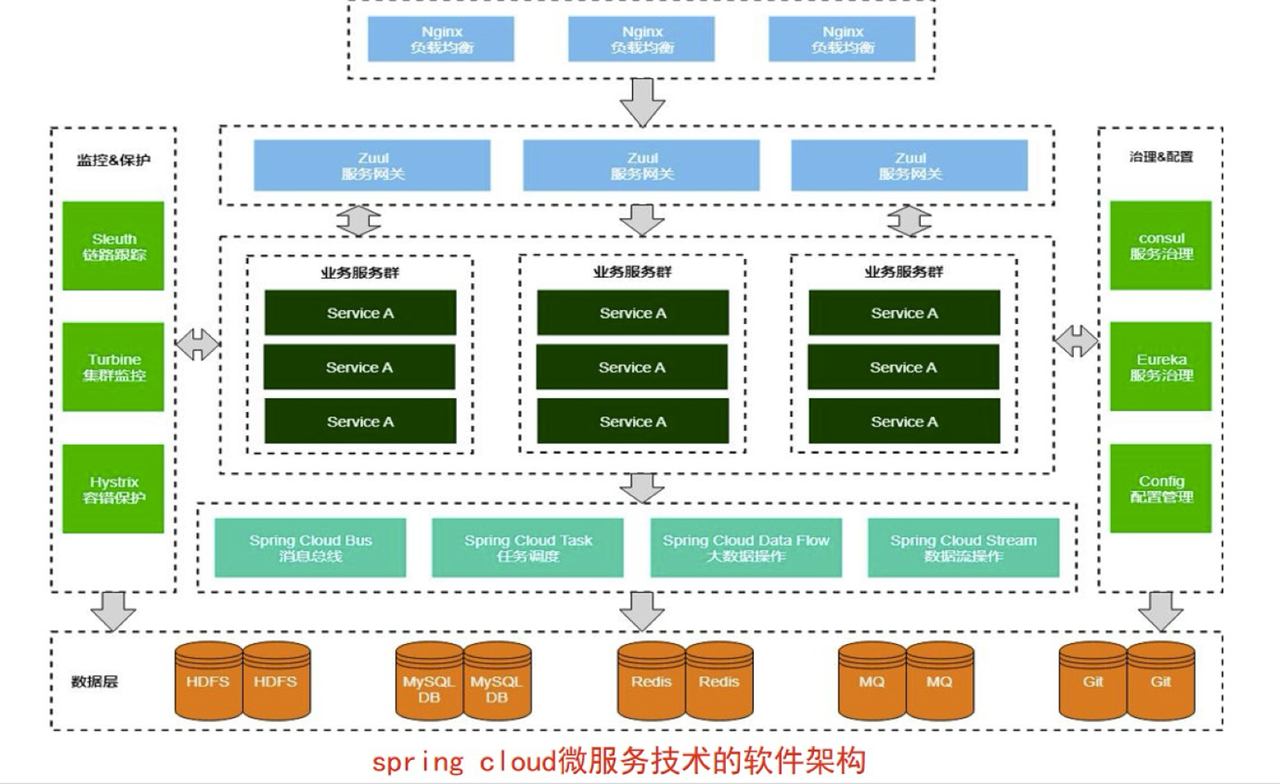 Nginx
负载均衡
Nginx
负载均衡
Nginx
负载均衡
Zuul
服务网关
Zuul
服务网关
Zuul
服务网关
监控&保护
Sleuth
链路跟踪
Turbine
集群监控
Hystrix
容错保护
业务服务群
Service A
Service A
Service A
业务服务群
Service A
Service A
Service A
业务服务群
Service A
Service A
Service A
治理&配置
consul
服务治理
Eureka
服务治理
Config
配置管理
Spring Cloud Bus
消息总线
Spring Cloud Task
任务调度
Spring Cloud Data Flow
大数据操作
Spring Cloud Stream
数据流操作
数据层
HDFS
HDFS
MySQL
DB
MySQL
DB
Redis
Redis
MQ
MQ
Git
Git
spring cloud微服务技术的软件架构